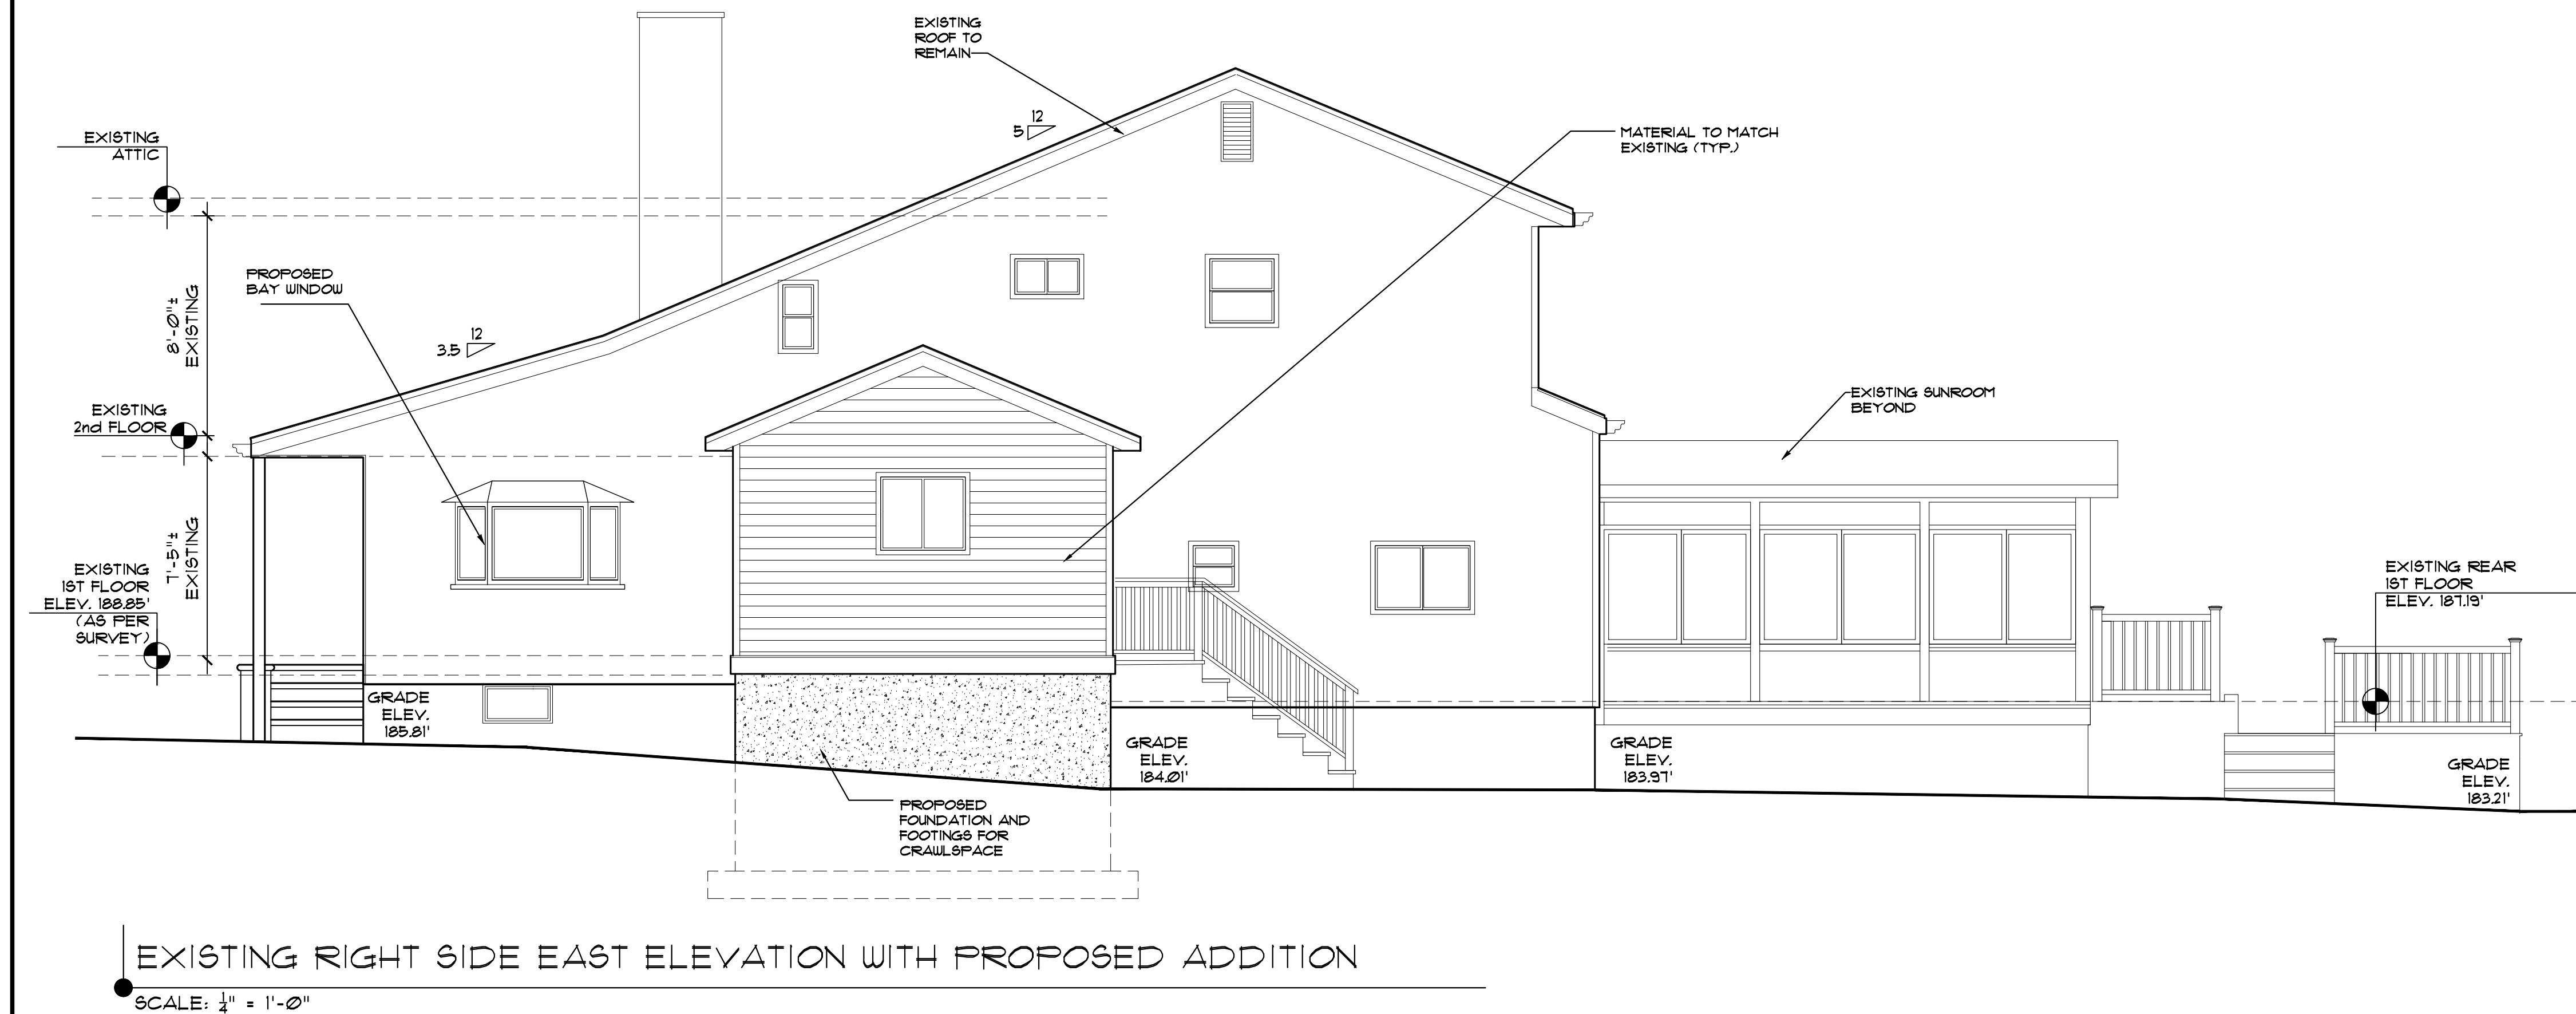 EXISTING
ROOF TO
REMAIN
12
5
MATERIAL TO MATCH
EXISTING (TYP.)
EXISTING
ATTIC
PROPOSED
BAY WINDOW
8'-0"±
EXISTING
12
3.5
EXISTING
2nd FLOOR
EXISTING SUNROOM
BEYOND
7'-5"±
EXISTING
EXISTING
1ST FLOOR
ELEV. 188.85'
(AS PER
SURVEY)
EXISTING REAR
1ST FLOOR
ELEV. 187.19'
GRADE
ELEV.
185.81'
GRADE
ELEV.
184.01'
GRADE
ELEV.
183.97'
GRADE
ELEV.
183.21'
PROPOSED
FOUNDATION AND
FOOTINGS FOR
CRAWLSPACE
EXISTING RIGHT SIDE EAST ELEVATION WITH PROPOSED ADDITION
SCALE: 1/4" = 1'-0"